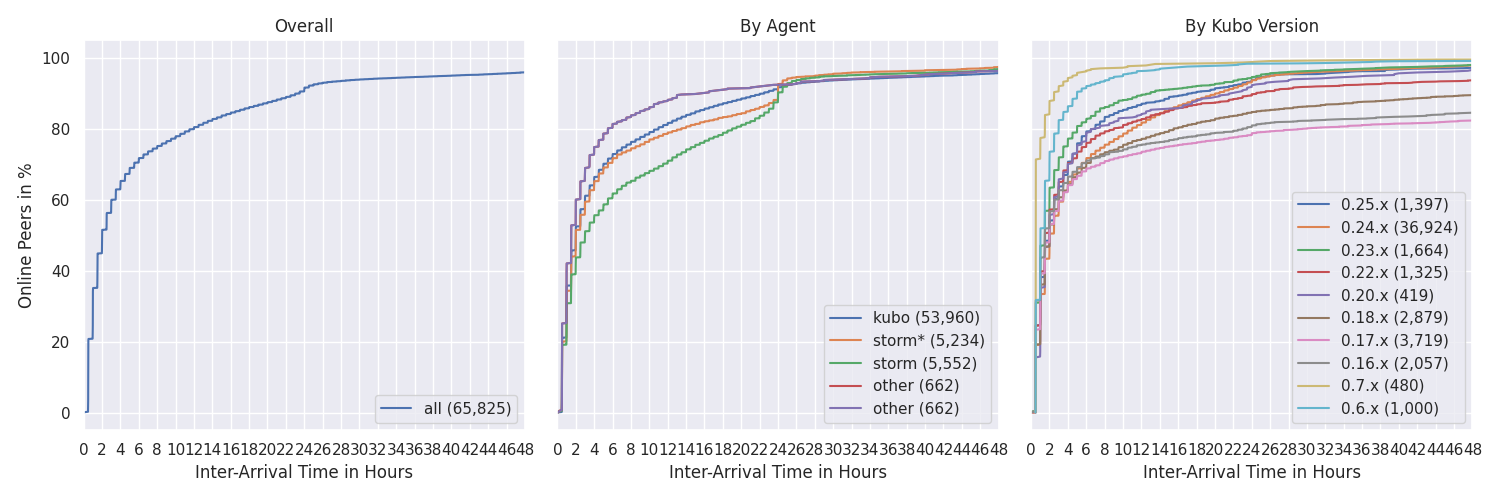 Overall
By Agent
By Kubo Version
Online Peers in %
100
80
60
40
20
0
all (65,825)
0 2 4 6 8 10 12 14 16 18 20 22 24 26 28 30 32 34 36 38 40 42 44 46 48
Inter-Arrival Time in Hours
kubo (53,960)
storm* (5,234)
storm (5,552)
other (662)
other (662)
0 2 4 6 8 10 12 14 16 18 20 22 24 26 28 30 32 34 36 38 40 42 44 46 48
Inter-Arrival Time in Hours
0.25.x (1,397)
0.24.x (36,924)
0.23.x (1,664)
0.22.x (1,325)
0.20.x (419)
0.18.x (2,879)
0.17.x (3,719)
0.16.x (2,057)
0.7.x (480)
0.6.x (1,000)
0 2 4 6 8 10 12 14 16 18 20 22 24 26 28 30 32 34 36 38 40 42 44 46 48
Inter-Arrival Time in Hours